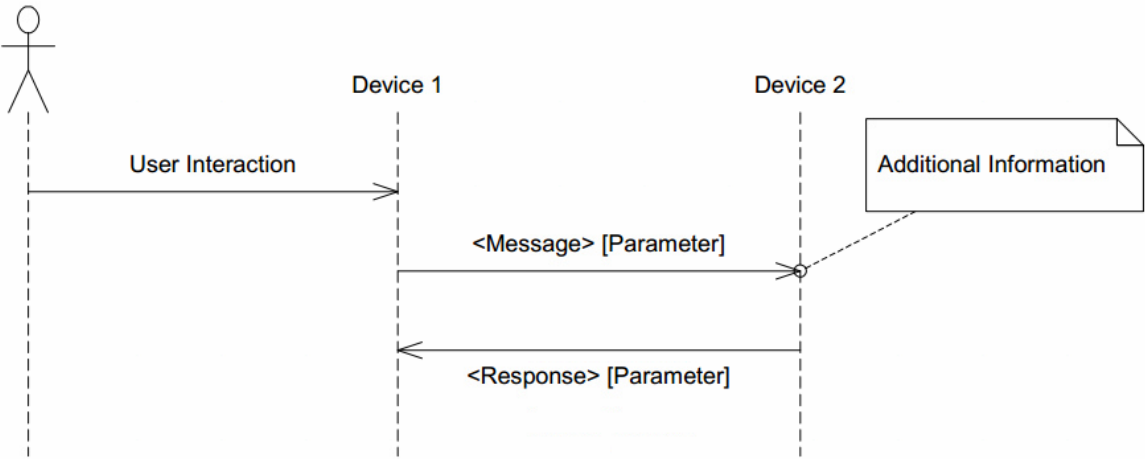 Device 1
Device 2
User Interaction
Additional Information
<Message> [Parameter]
<Response> [Parameter]